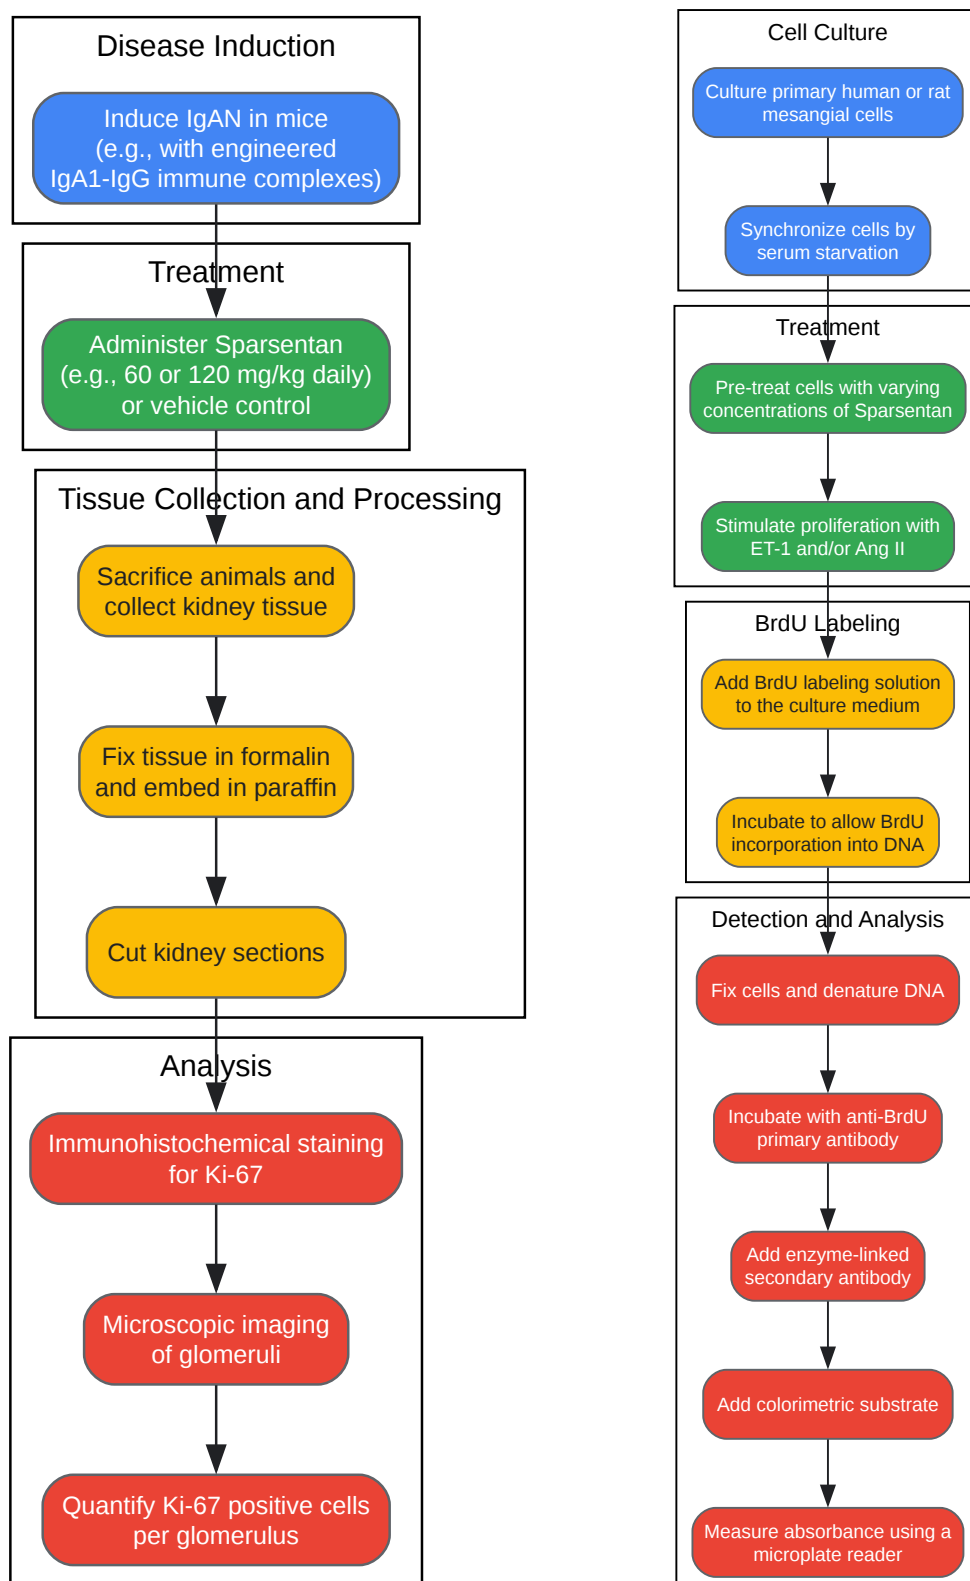 Disease Induction
Induce IgAN in mice
(e.g., with engineered
IgA1-IgG immune complexes)
Treatment
Administer Sparsentan
(e.g., 60 or 120 mg/kg daily)
or vehicle control
Tissue Collection and Processing
Sacrifice animals and
collect kidney tissue
Fix tissue in formalin
and embed in paraffin
Cut kidney sections
Analysis
Immunohistochemical staining
for Ki-67
Microscopic imaging
of glomeruli
Quantify Ki-67 positive cells
per glomerulus
Cell Culture
Culture primary human or rat
mesangial cells
Synchronize cells by
serum starvation
Treatment
Pre-treat cells with varying
concentrations of Sparsentan
Stimulate proliferation with
ET-1 and/or Ang II
BrdU Labeling
Add BrdU labeling solution
to the culture medium
Incubate to allow BrdU
incorporation into DNA
Detection and Analysis
Fix cells and denature DNA
Incubate with anti-BrdU
primary antibody
Add enzyme-linked
secondary antibody
Add colorimetric substrate
Measure absorbance using a
microplate reader